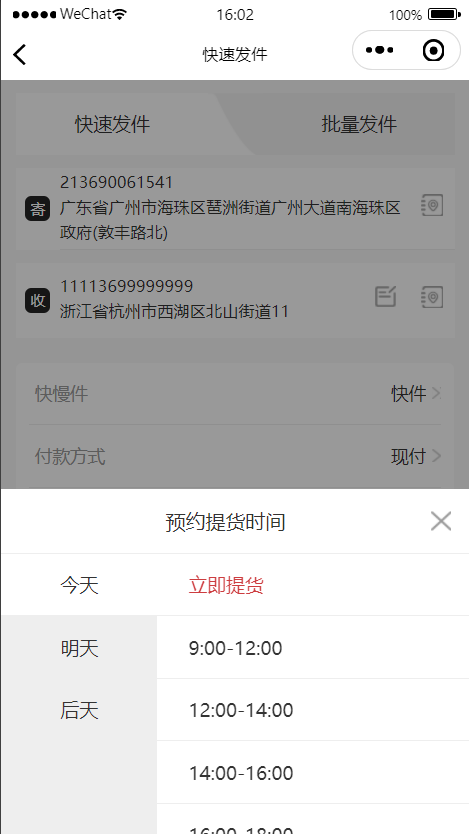 WeChat 16:02 100%
快速发件
快速发件 批量发件
213690061541
寄 广东省广州市海珠区琶洲街道广州大道南海珠区
政府(敦丰路北)
11113699999999
收 浙江省杭州市西湖区北山街道11
快慢件 快件
付款方式 现付
预约提货时间
今天 立即提货
明天 9:00-12:00
后天 12:00-14:00
14:00-16:00
16:00-18:00